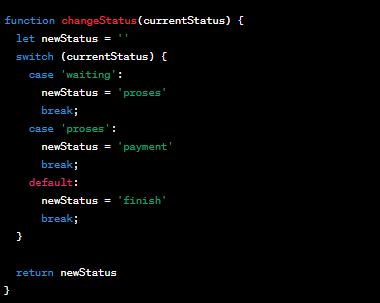 function changeStatus(currentStatus) {
  let newStatus = ''
  switch (currentStatus) {
    case 'waiting':
      newStatus = 'proses'
      break;
    case 'proses':
      newStatus = 'payment'
      break;
    default:
      newStatus = 'finish'
      break;
  }

  return newStatus
}